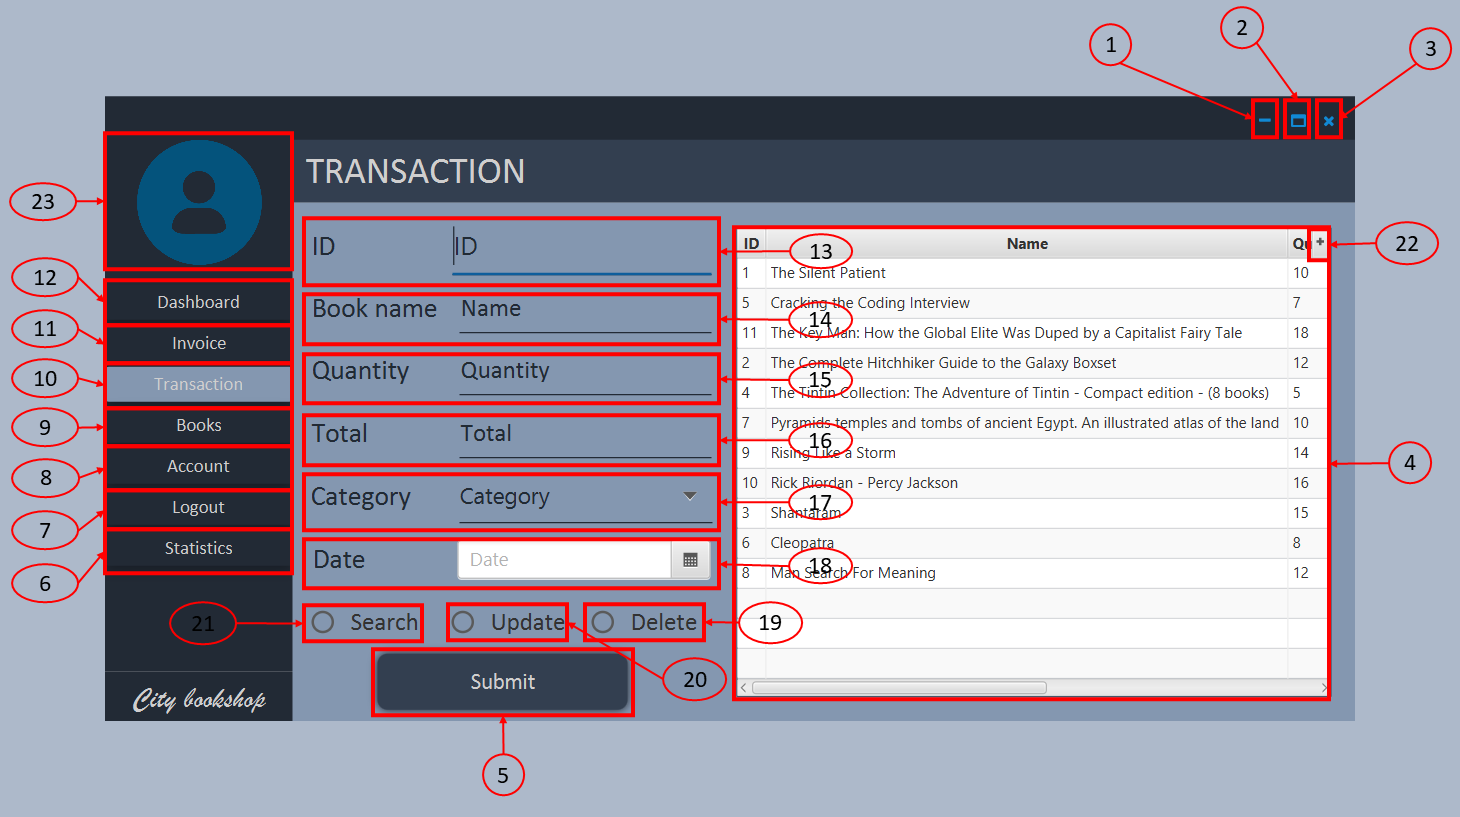 1
2
3
TRANSACTION
23
12
Dashboard
11
Invoice
10
Transaction
9
Books
8
Account
7
Logout
6
Statistics
City bookshop
ID ID
13
Book name Name
14
Quantity Quantity
15
Total Total
16
Category Category
17
Date Date
18
21
Search Update Delete
19
20
Submit
5
ID Name Qu +
22
1 The Silent Patient 10
5 Cracking the Coding Interview 7
11 The Key Man: How the Global Elite Was Duped by a Capitalist Fairy Tale 18
2 The Complete Hitchhiker Guide to the Galaxy Boxset 12
4 The Tintin Collection: The Adventure of Tintin - Compact edition - (8 books) 5
7 Pyramids temples and tombs of ancient Egypt. An illustrated atlas of the land 10
9 Rising Like a Storm 14
10 Rick Riordan - Percy Jackson 16
3 Shantaram 15
6 Cleopatra 8
8 Man Search For Meaning 12
4